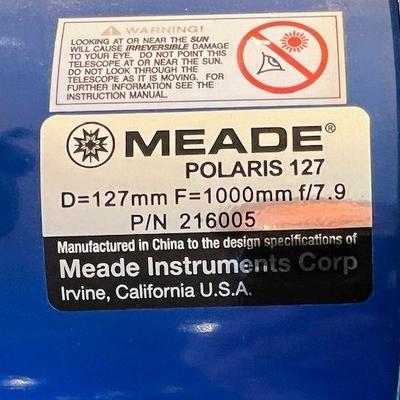 WARNING!
LOOKING AT OR NEAR THE SUN
WILL CAUSE IRREVERSIBLE DAMAGE
TO YOUR EYE. DO NOT POINT THIS
TELESCOPE AT OR NEAR THE SUN.
DO NOT LOOK THROUGH THE
TELESCOPE AS IT IS MOVING. FOR
FURTHER INFORMATION SEE THE
INSTRUCTION MANUAL.
MEADE®
POLARIS 127
D=127mm F=1000mm f/7.9
P/N 216005
Manufactured in China to the design specifications of
Meade Instruments Corp
Irvine, California U.S.A.